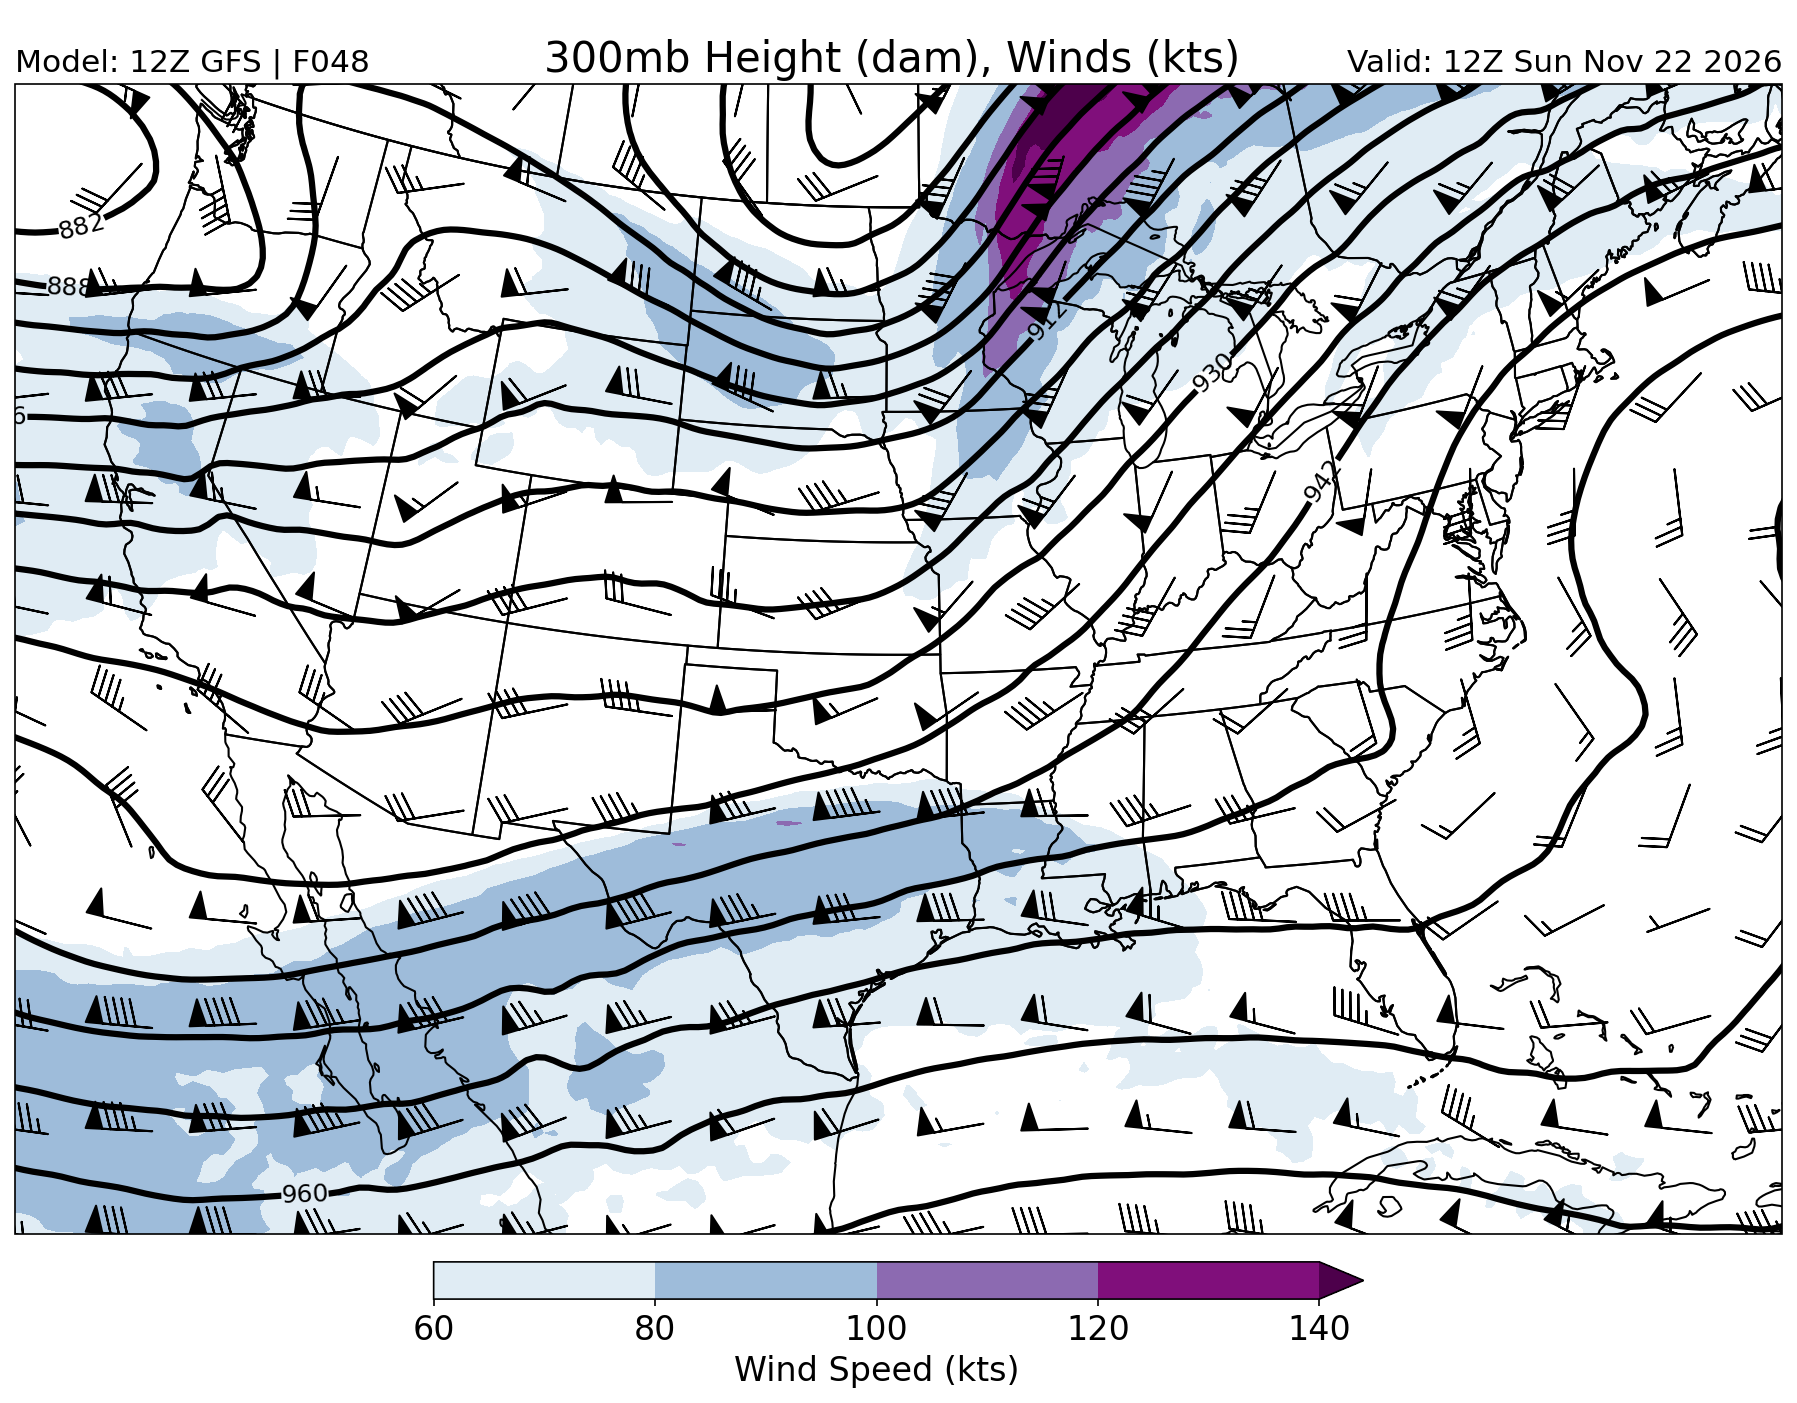 Model: 12Z GFS | F048
300mb Height (dam), Winds (kts)
Valid: 12Z Sun Nov 22 2026
882
888
912
930
6
942
960
60 80 100 120 140
Wind Speed (kts)